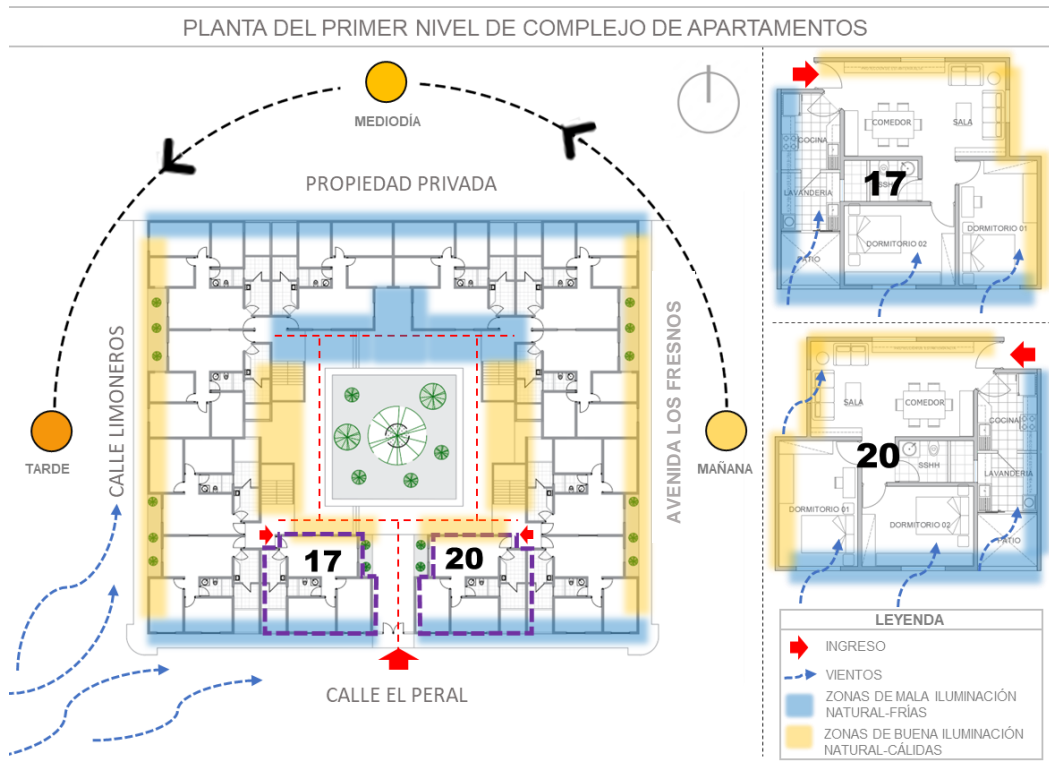 PLANTA DEL PRIMER NIVEL DE COMPLEJO DE APARTAMENTOS
MEDIODÍA
PROPIEDAD PRIVADA
CALLE LIMONEROS
AVENIDA LOS FRESNOS
TARDE
MAÑANA
17
20
CALLE EL PERAL
COMEDOR
SALA
COCINA
17
SSHH
LAVANDERIA
DORMITORIO 01
DORMITORIO 02
PATIO
SALA
COMEDOR
COCINA
20
SSHH
LAVANDERIA
DORMITORIO 01
DORMITORIO 02
PATIO
LEYENDA
INGRESO
VIENTOS
ZONAS DE MALA ILUMINACIÓN
NATURAL-FRÍAS
ZONAS DE BUENA ILUMINACIÓN
NATURAL-CÁLIDAS